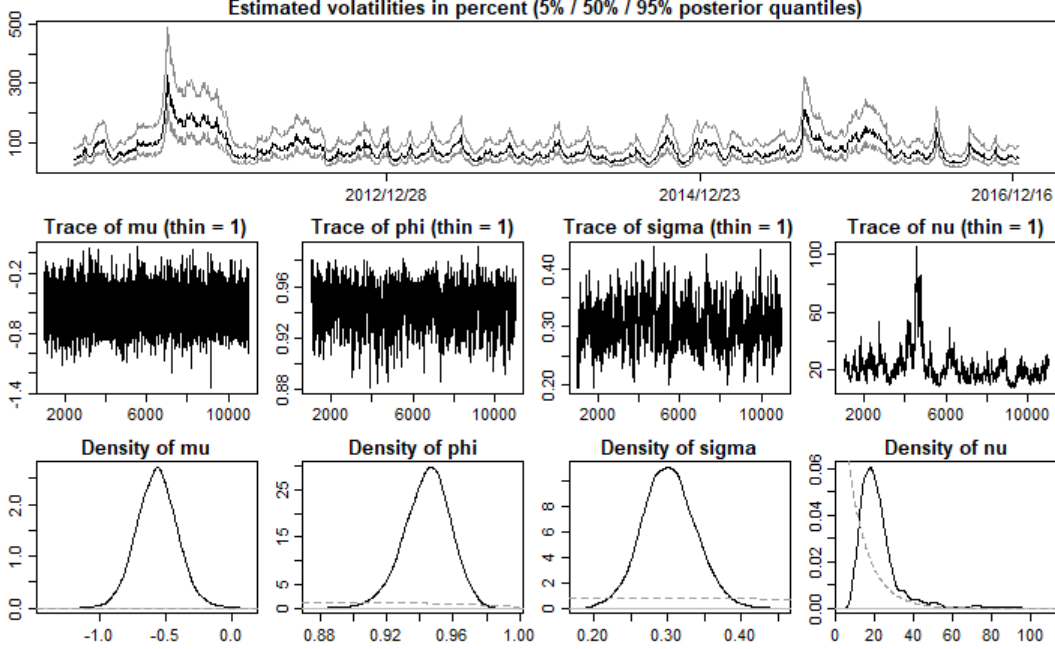 Estimated volatilities in percent (5% / 50% / 95% posterior quantiles)
500
300
100
2012/12/28 2014/12/23 2016/12/16
Trace of mu (thin = 1) Trace of phi (thin = 1) Trace of sigma (thin = 1) Trace of nu (thin = 1)
-0.2 0.96 0.40 100
-0.8 0.92 0.30 60
-1.4 0.88 0.20 20
2000 6000 10000 2000 6000 10000 2000 6000 10000 2000 6000 10000
Density of mu Density of phi Density of sigma Density of nu
2.0 25 8 0.06
1.0 15 6 0.04
5 4 0.02
0.0 0 2 0.00
0
-1.0 -0.5 0.0 0.88 0.92 0.96 1.00 0.20 0.30 0.40 0 20 40 60 80 100